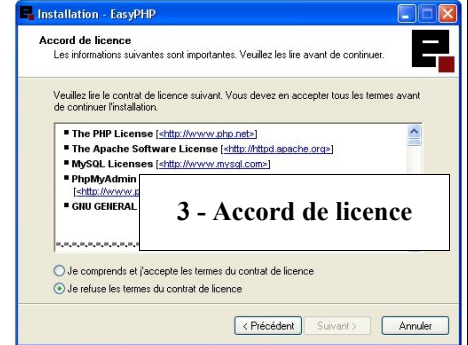 Installation - EasyPHP
Accord de licence
Les informations suivantes sont importantes. Veuillez les lire avant de continuer.
Veuillez lire le contrat de licence suivant. Vous devez en accepter tous les termes avant
de continuer l'installation.
▪ The PHP License [<http://www.php.net>]
▪ The Apache Software License [<http://httpd.apache.org>]
▪ MySQL Licenses [<http://www.mysql.com>]
▪ PhpMyAdmin
[<http://www.p
▪ GNU GENERAL
3 - Accord de licence
Je comprends et j'accepte les termes du contrat de licence
Je refuse les termes du contrat de licence
< Précédent Suivant > Annuler